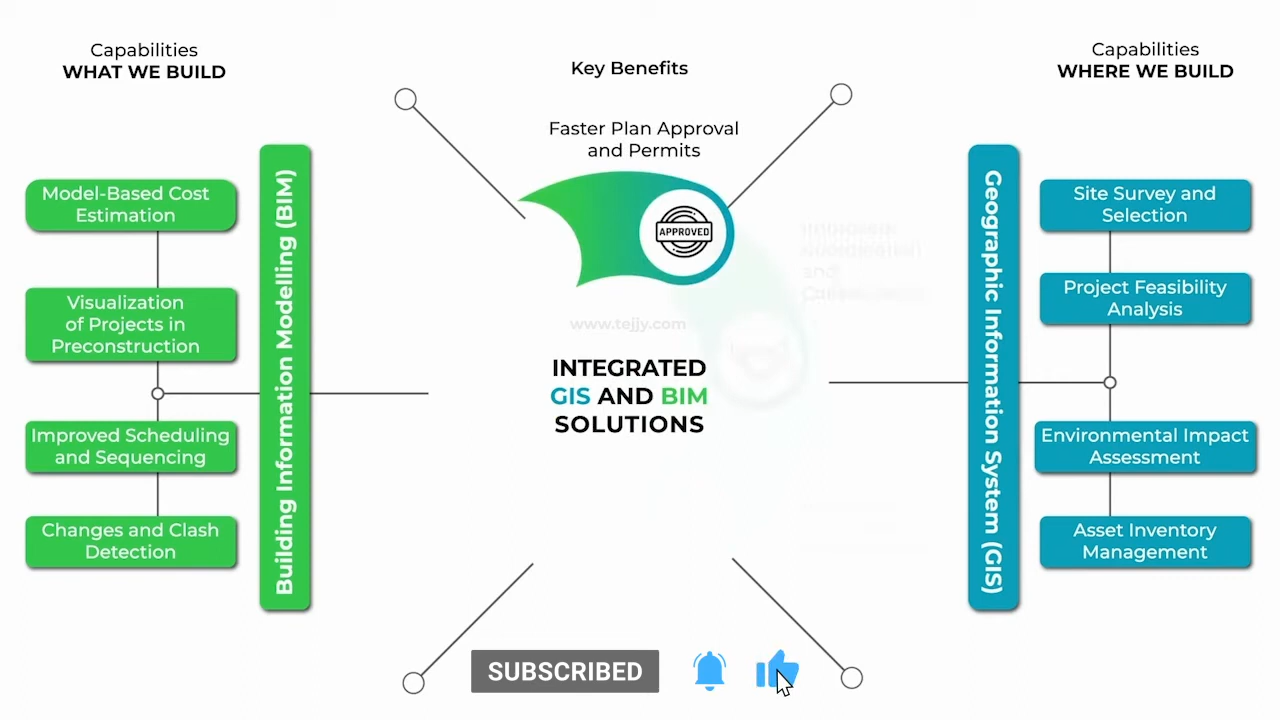 Capabilities
WHAT WE BUILD
Model-Based Cost
Estimation
Visualization
of Projects in
Preconstruction
Improved Scheduling
and Sequencing
Changes and Clash
Detection
Building Information Modelling (BIM)
Key Benefits
Faster Plan Approval
and Permits
APPROVED
www.tejjy.com
INTEGRATED
GIS AND BIM
SOLUTIONS
SUBSCRIBED
Capabilities
WHERE WE BUILD
Geographic Information System (GIS)
Site Survey and
Selection
Project Feasibility
Analysis
Environmental Impact
Assessment
Asset Inventory
Management